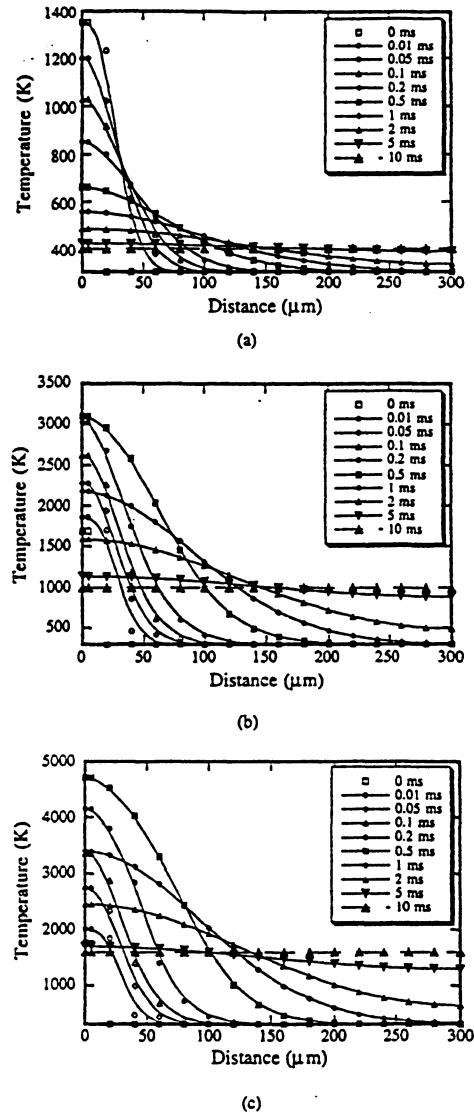 1400
1200
1000
800
600
400
0 50 100 150 200 250 300
Temperature (K)
Distance (μm)
0 ms
0.01 ms
0.05 ms
0.1 ms
0.2 ms
0.5 ms
1 ms
2 ms
5 ms
- 10 ms
(a)
3500
3000
2500
2000
1500
1000
500
0 50 100 150 200 250 300
Temperature (K)
Distance (μm)
0 ms
0.01 ms
0.05 ms
0.1 ms
0.2 ms
0.5 ms
1 ms
2 ms
5 ms
- 10 ms
(b)
5000
4000
3000
2000
1000
0 50 100 150 200 250 300
Temperature (K)
Distance (μm)
0 ms
0.01 ms
0.05 ms
0.1 ms
0.2 ms
0.5 ms
1 ms
2 ms
5 ms
- 10 ms
(c)